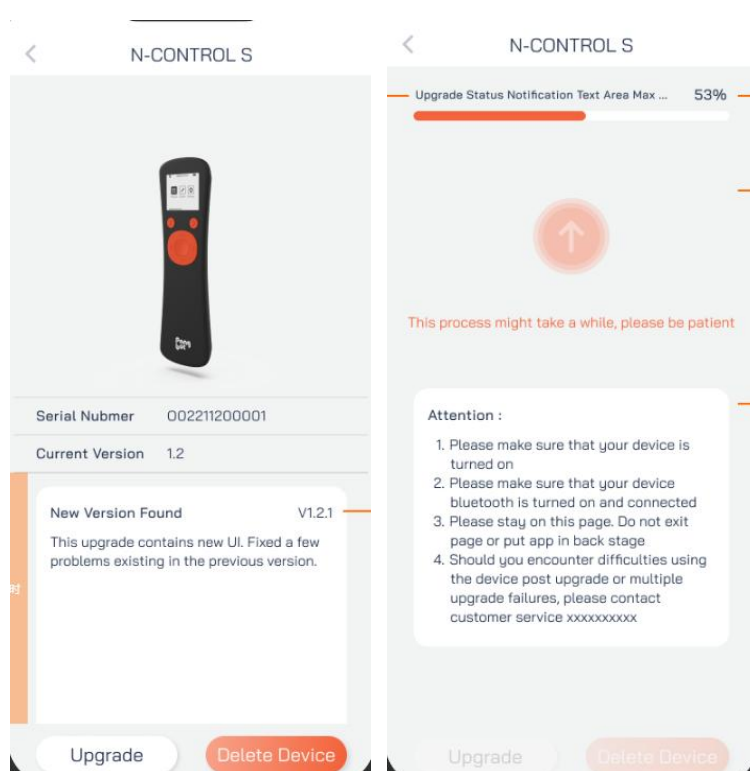 N-CONTROL S
Pong
bot
Serial Nubmer 002211200001
Current Version 1.2
New Version Found V1.2.1
This upgrade contains new UI. Fixed a few
problems existing in the previous version.
时
Upgrade Delete Device
N-CONTROL S
Upgrade Status Notification Text Area Max ... 53%
This process might take a while, please be patient
Attention :
1. Please make sure that your device is
turned on
2. Please make sure that your device
bluetooth is turned on and connected
3. Please stay on this page. Do not exit
page or put app in back stage
4. Should you encounter difficulties using
the device post upgrade or multiple
upgrade failures, please contact
customer service xxxxxxxxxx
Upgrade Delete Device